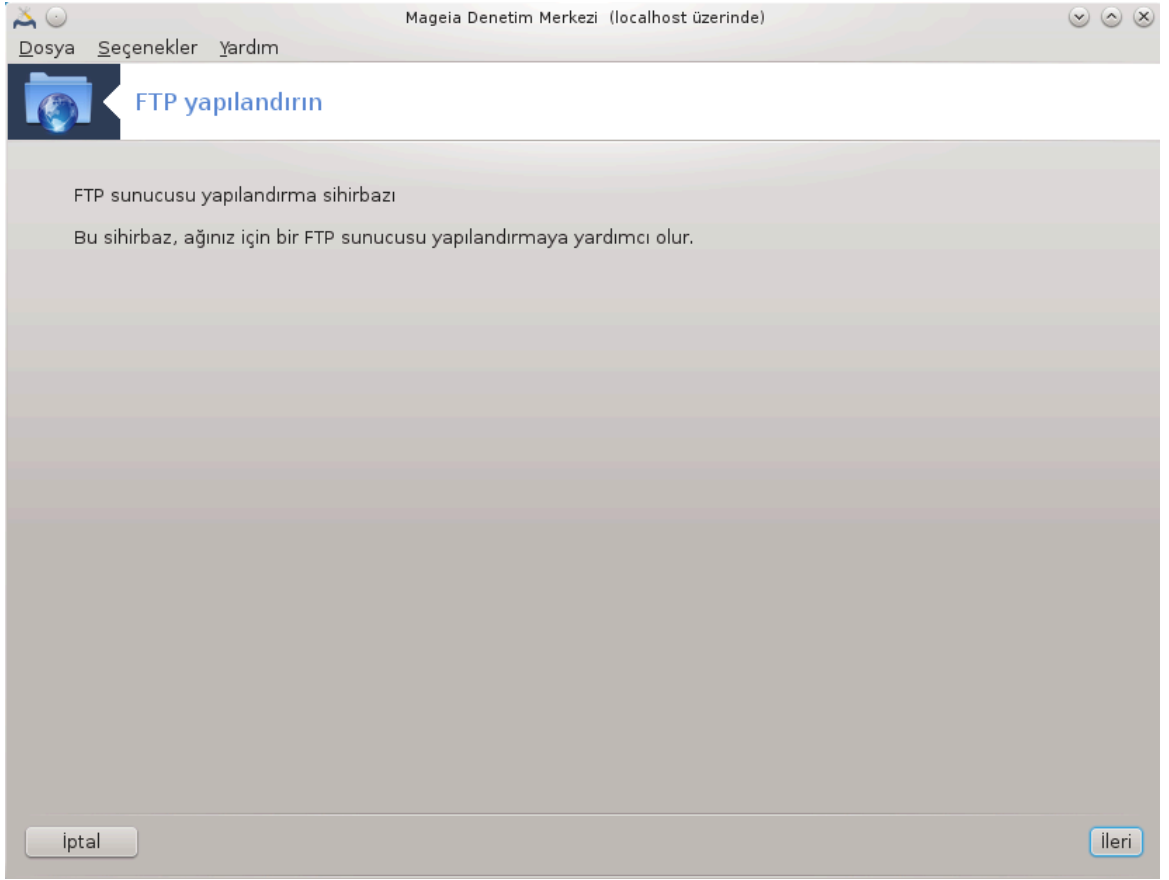 Mageia Denetim Merkezi (localhost üzerinde)
Dosya Seçenekler Yardım
FTP yapılandırın
FTP sunucusu yapılandırma sihirbazı
Bu sihirbaz, ağınız için bir FTP sunucusu yapılandırmaya yardımcı olur.
İptal İleri